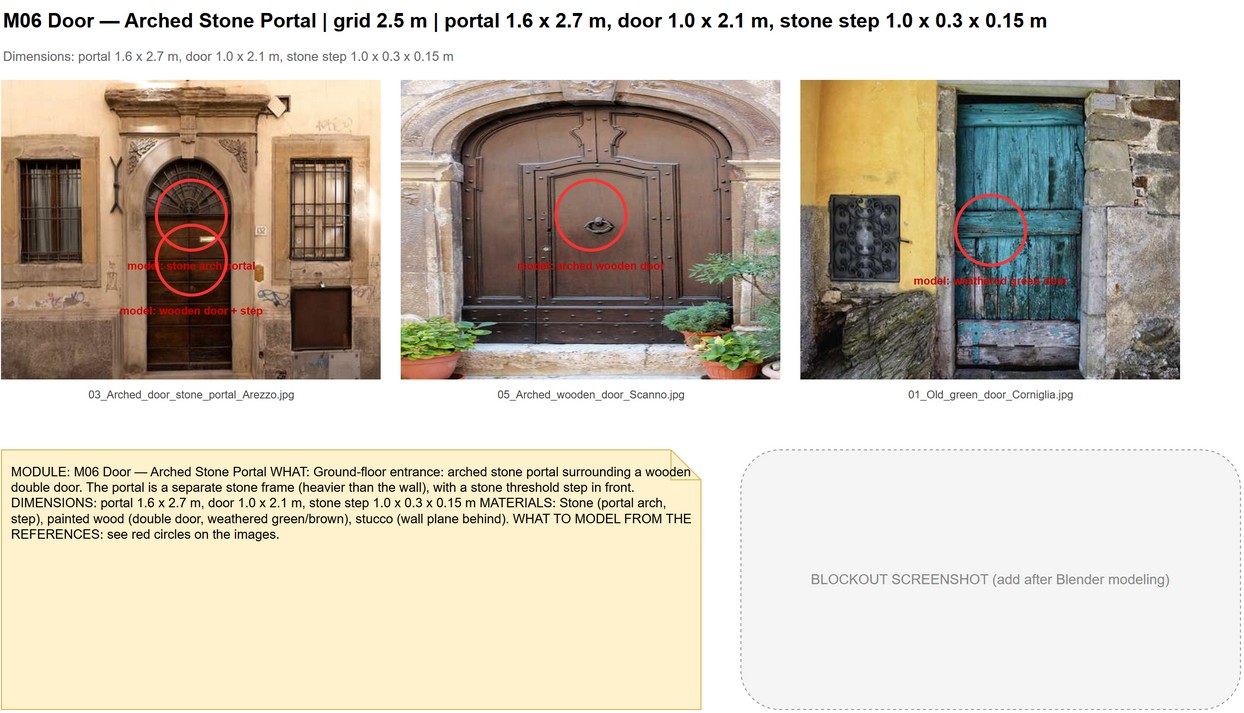 M06 Door — Arched Stone Portal | grid 2.5 m | portal 1.6 x 2.7 m, door 1.0 x 2.1 m, stone step 1.0 x 0.3 x 0.15 m
Dimensions: portal 1.6 x 2.7 m, door 1.0 x 2.1 m, stone step 1.0 x 0.3 x 0.15 m
132
model: stone arch portal
model: wooden door + step
model: arched wooden door
model: weathered green door
03_Arched_door_stone_portal_Arezzo.jpg
05_Arched_wooden_door_Scanno.jpg
01_Old_green_door_Corniglia.jpg
MODULE: M06 Door — Arched Stone Portal WHAT: Ground-floor entrance: arched stone portal surrounding a wooden
double door. The portal is a separate stone frame (heavier than the wall), with a stone threshold step in front.
DIMENSIONS: portal 1.6 x 2.7 m, door 1.0 x 2.1 m, stone step 1.0 x 0.3 x 0.15 m MATERIALS: Stone (portal arch,
step), painted wood (double door, weathered green/brown), stucco (wall plane behind). WHAT TO MODEL FROM THE
REFERENCES: see red circles on the images.
BLOCKOUT SCREENSHOT (add after Blender modeling)